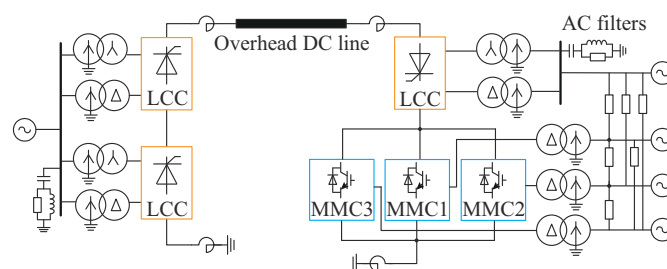 AC filters
Overhead DC line
LCC
LCC
LCC
MMC3
MMC1
MMC2